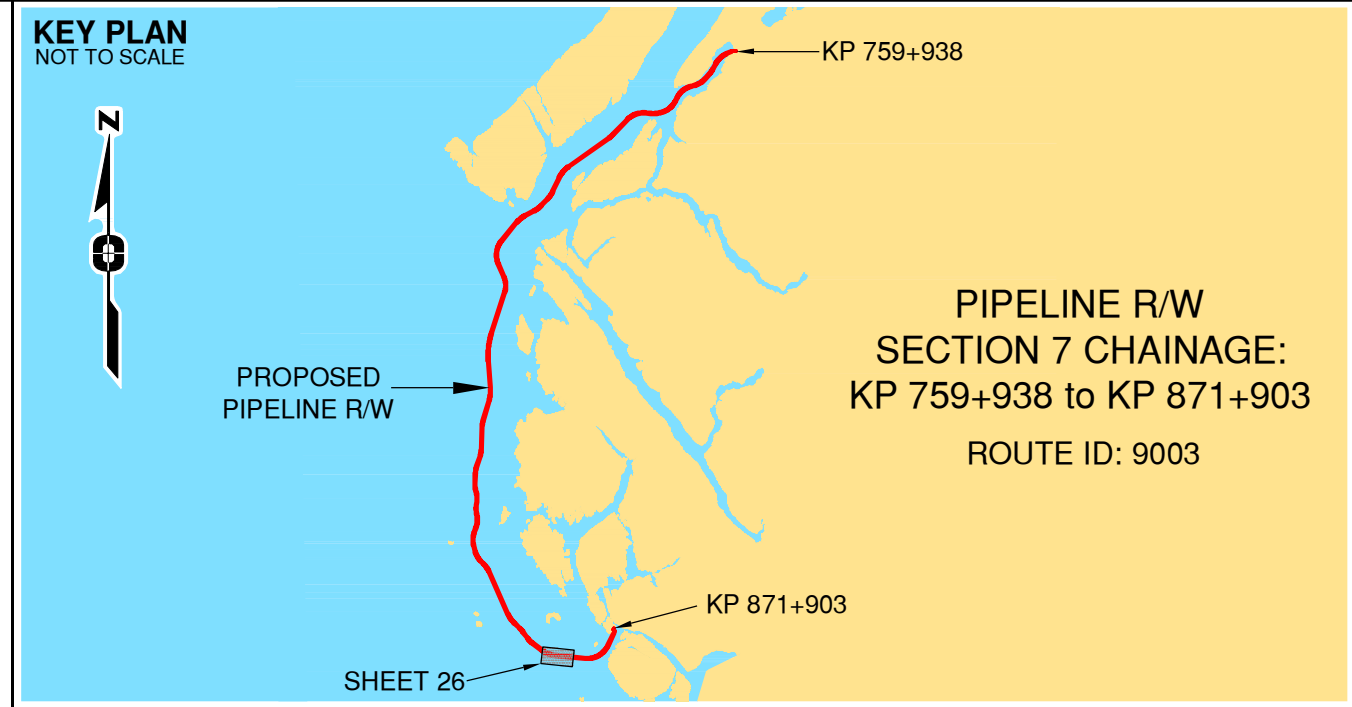 KEY PLAN
NOT TO SCALE
N
KP 759+938
PIPELINE R/W
SECTION 7 CHAINAGE:
KP 759+938 to KP 871+903
ROUTE ID: 9003
PROPOSED
PIPELINE R/W
KP 871+903
SHEET 26